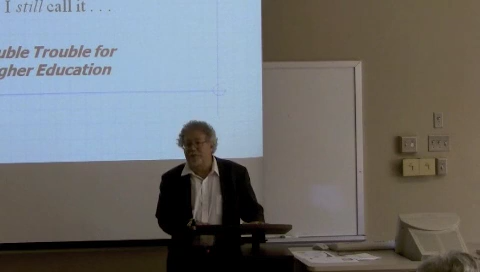 I still call it . . .
uble Trouble for
gher Education